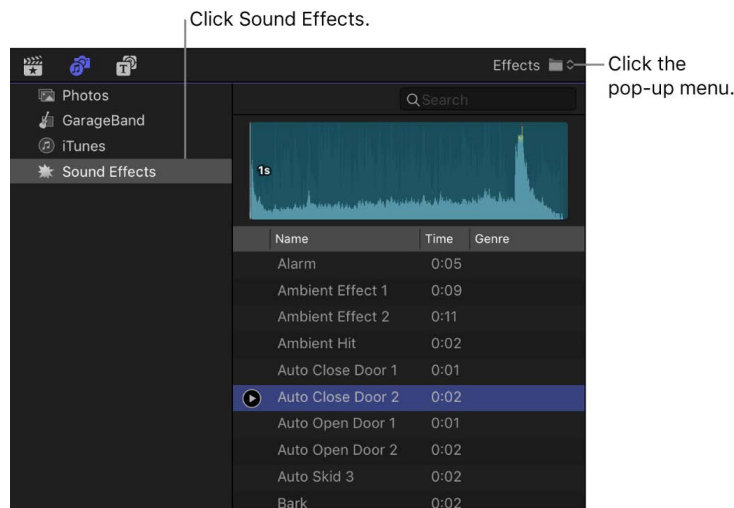 Click Sound Effects.
Effects
Click the
pop-up menu.
Photos
GarageBand
iTunes
Sound Effects
Search
1s
Name Time Genre
Alarm 0:05
Ambient Effect 1 0:09
Ambient Effect 2 0:11
Ambient Hit 0:02
Auto Close Door 1 0:01
Auto Close Door 2 0:02
Auto Open Door 1 0:01
Auto Open Door 2 0:02
Auto Skid 3 0:02
Bark 0:02